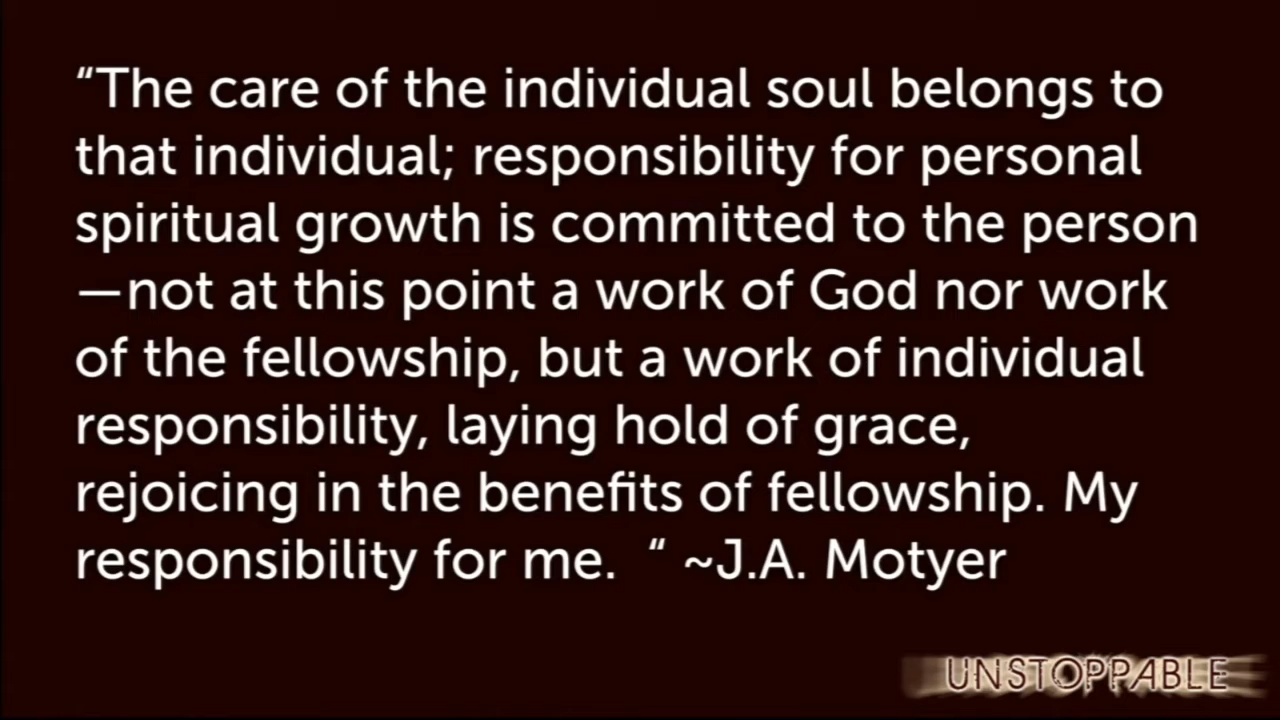 “The care of the individual soul belongs to
that individual; responsibility for personal
spiritual growth is committed to the person
—not at this point a work of God nor work
of the fellowship, but a work of individual
responsibility, laying hold of grace,
rejoicing in the benefits of fellowship. My
responsibility for me.  “ ~J.A. Motyer
UNSTOPPABLE